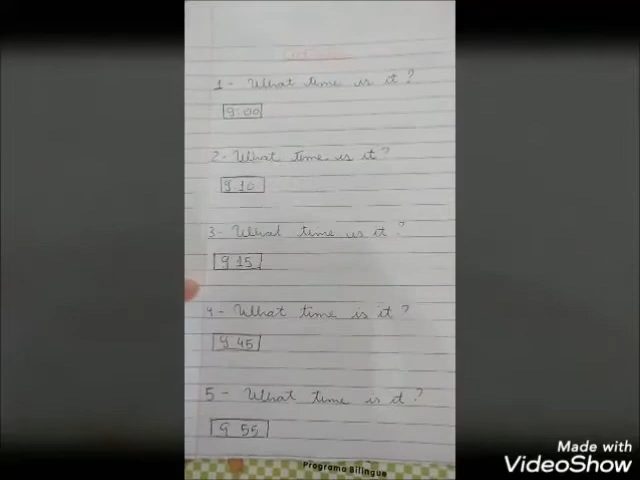 1- What time is it?
9:00
2- What time is it?
9:10
3- What time is it?
9 15
4- What time is it?
9 45
5- What time is it?
9 55
Programa Bilíngue
Made with
VideoShow